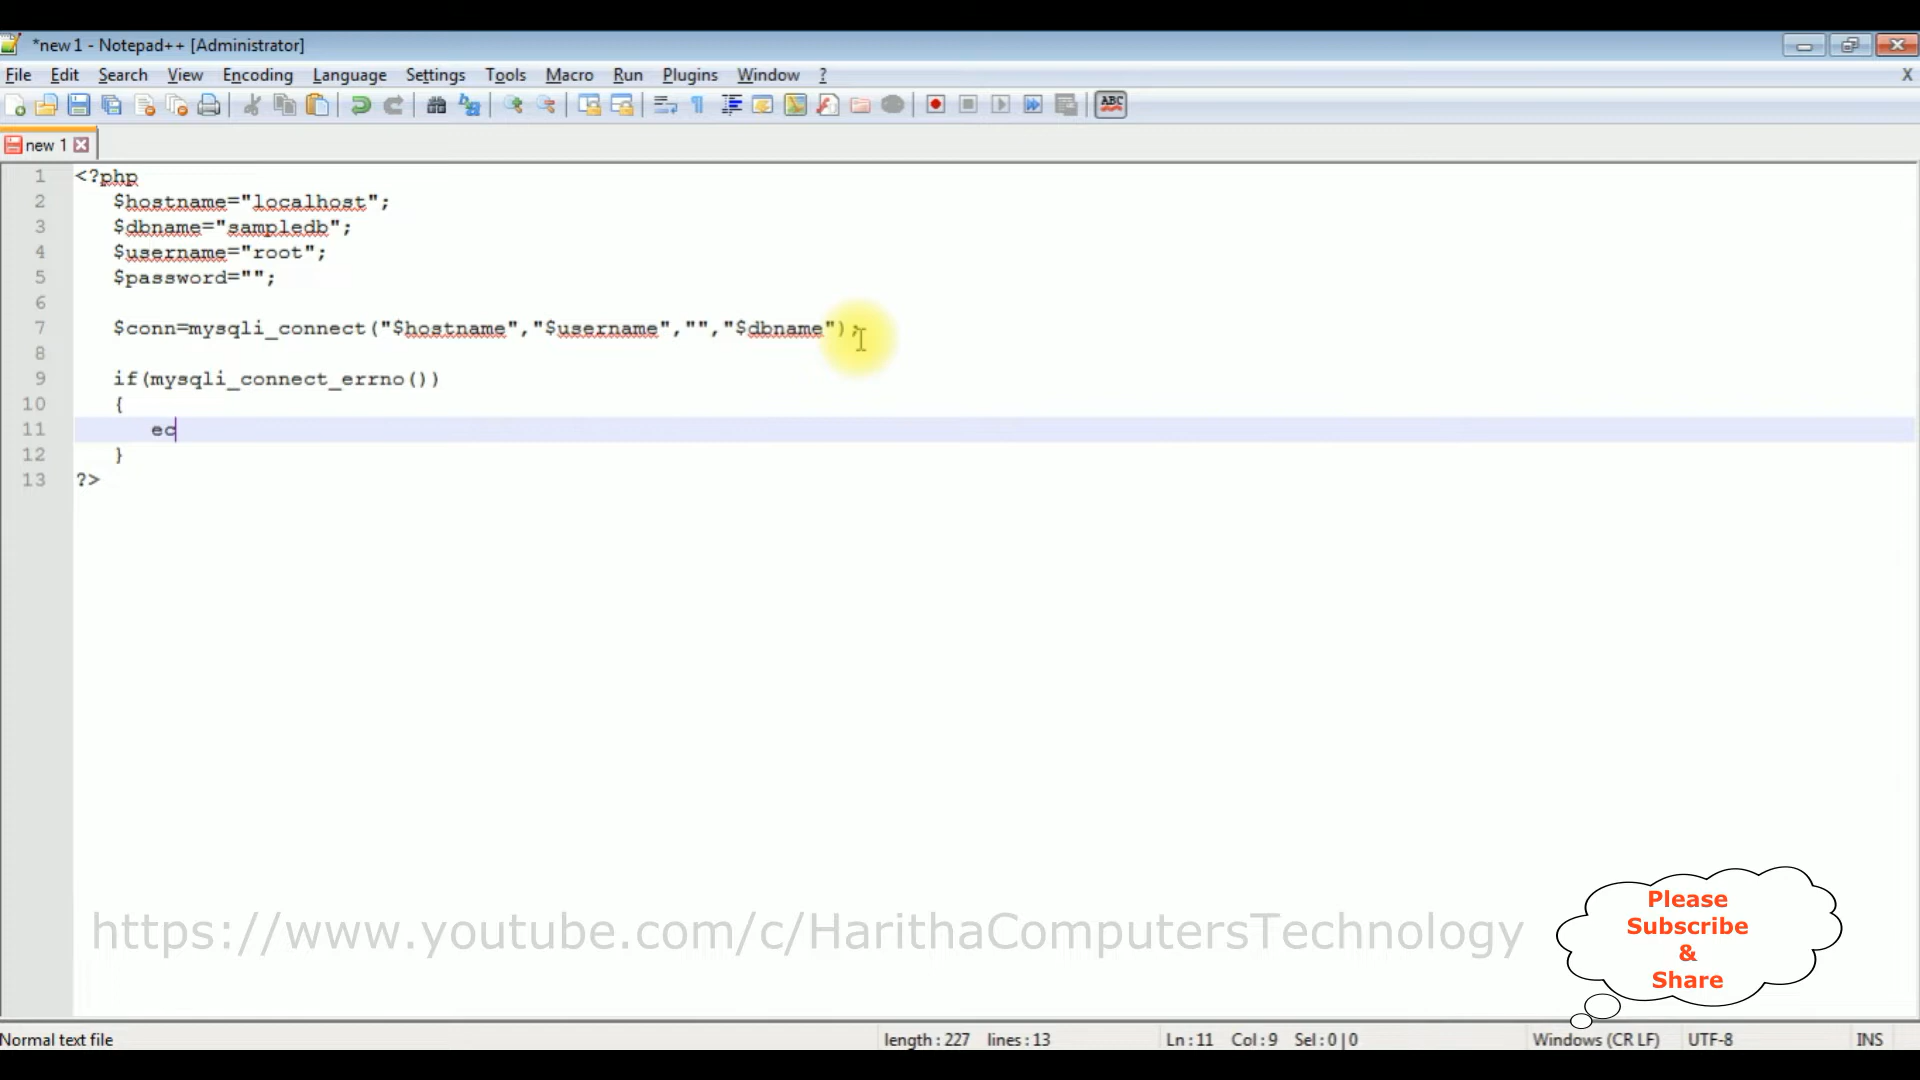 *new 1 - Notepad++ [Administrator]
File Edit Search View Encoding Language Settings Tools Macro Run Plugins Window ? X
ABC
new 1
1 <?php
2 $hostname="localhost";
3 $dbname="sampledb";
4 $username="root";
5 $password="";
6
7 $conn=mysqli_connect("$hostname","$username","","$dbname");
8
9 if(mysqli_connect_errno())
10 {
11 ec
12 }
13 ?>
https://www.youtube.com/c/HarithaComputersTechnology
Please
Subscribe
&
Share
Normal text file length : 227 lines : 13 Ln : 11 Col : 9 Sel : 0 | 0 Windows (CR LF) UTF-8 INS